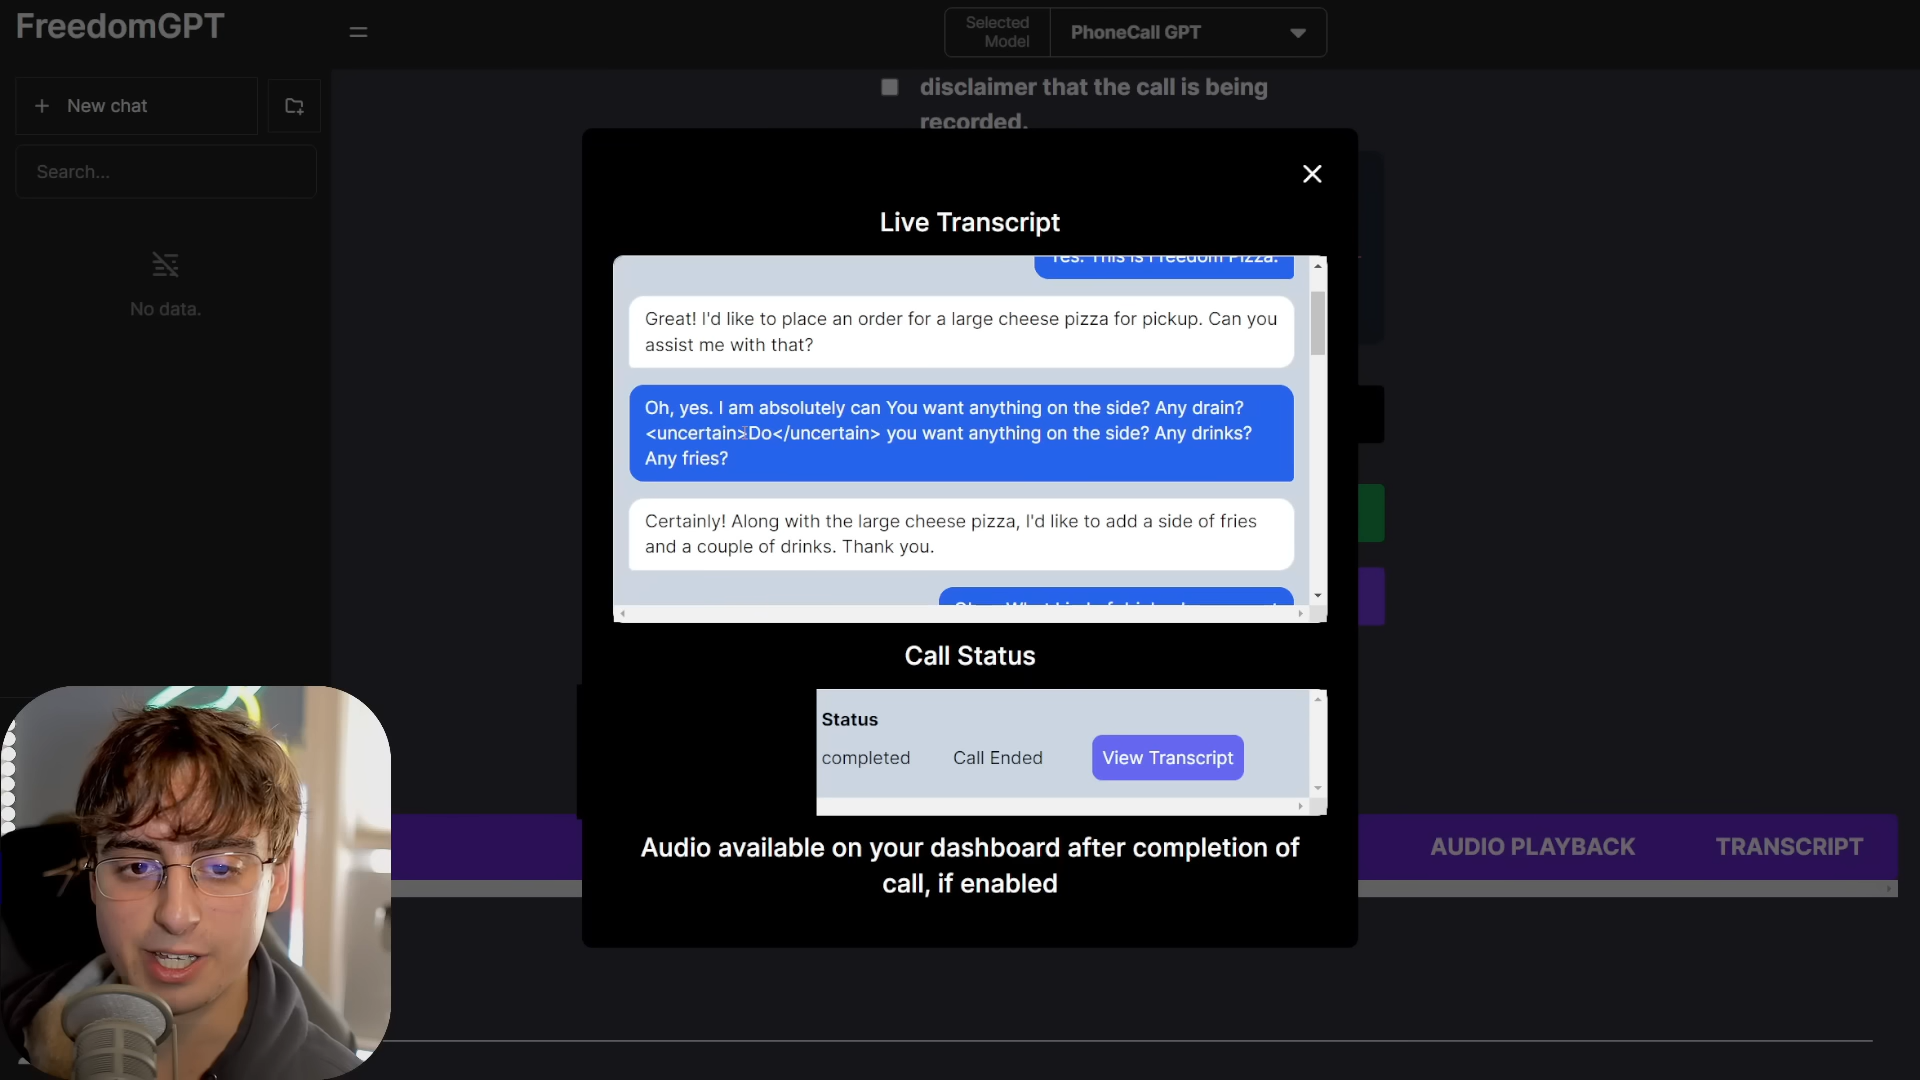 FreedomGPT
Selected
Model
PhoneCall GPT
New chat
Search...
No data.
disclaimer that the call is being
recorded.
Live Transcript
Yes. This is Freedom Pizza.
Great! I'd like to place an order for a large cheese pizza for pickup. Can you
assist me with that?
Oh, yes. I am absolutely can You want anything on the side? Any drain?
<uncertain>Do</uncertain> you want anything on the side? Any drinks?
Any fries?
Certainly! Along with the large cheese pizza, I'd like to add a side of fries
and a couple of drinks. Thank you.
Call Status
Status
completed Call Ended View Transcript
Audio available on your dashboard after completion of
call, if enabled
AUDIO PLAYBACK TRANSCRIPT